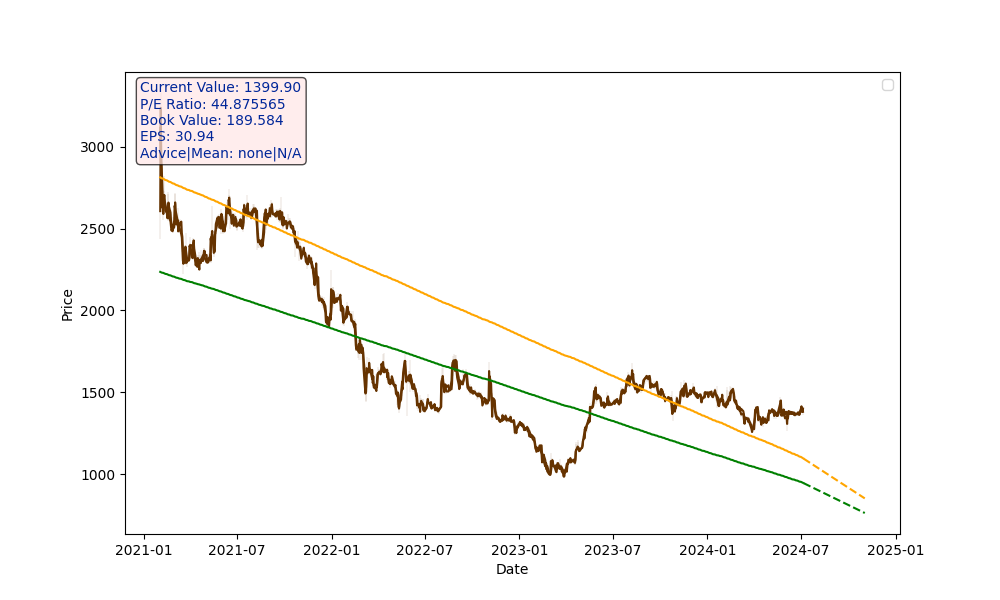 Current Value: 1399.90
P/E Ratio: 44.875565
Book Value: 189.584
EPS: 30.94
Advice|Mean: none|N/A
Price
3000
2500
2000
1500
1000
2021-01 2021-07 2022-01 2022-07 2023-01 2023-07 2024-01 2024-07 2025-01
Date